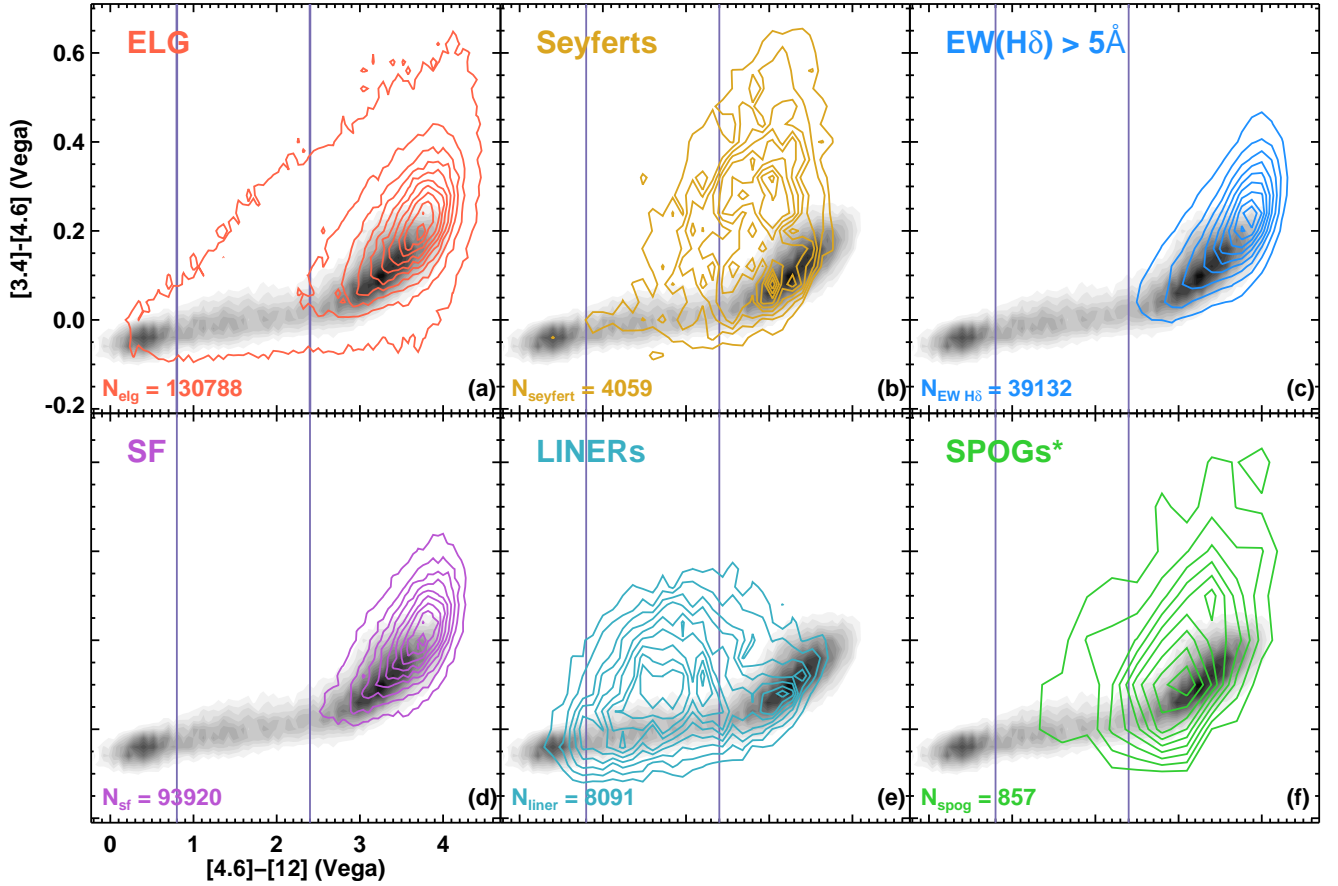 ELG
Seyferts
EW(Hδ) > 5Å
0.6
0.4
0.2
0.0
-0.2
[3.4]-[4.6] (Vega)
N_elg = 130788
(a)
N_seyfert = 4059
(b)
N_EW Hδ = 39132
(c)
SF
LINERs
SPOGs*
N_sf = 93920
(d)
N_liner = 8091
(e)
N_spog = 857
(f)
0 1 2 3 4
[4.6]–[12] (Vega)